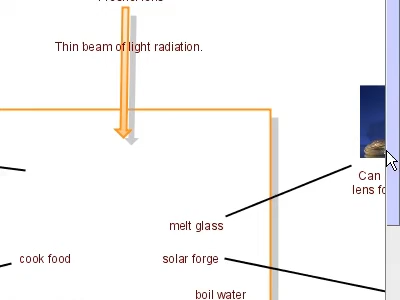 Thin beam of light radiation.
Can
lens fo
melt glass
cook food
solar forge
boil water